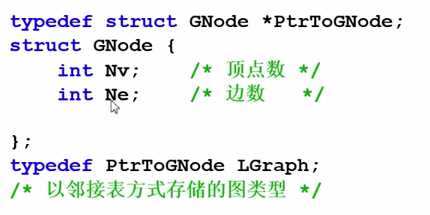 typedef struct GNode *PtrToGNode;
struct GNode {
int Nv; /* 顶点数 */
int Ne; /* 边数 */
};
typedef PtrToGNode LGraph;
/* 以邻接表方式存储的图类型 */